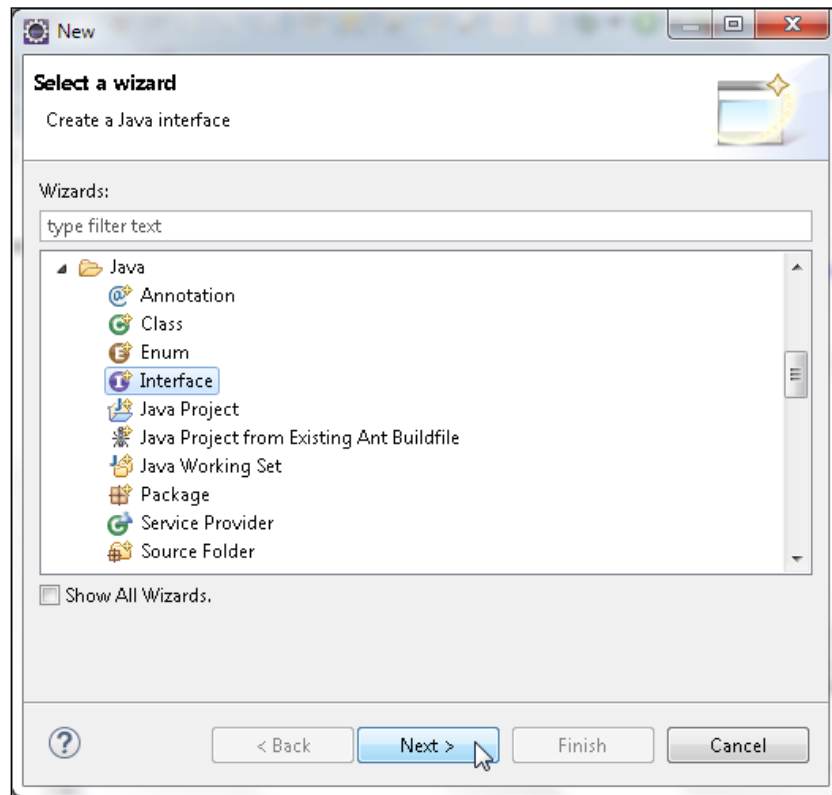 New
Select a wizard
Create a Java interface
Wizards:
type filter text
Java
Annotation
Class
Enum
Interface
Java Project
Java Project from Existing Ant Buildfile
Java Working Set
Package
Service Provider
Source Folder
Show All Wizards.
< Back Next > Finish Cancel